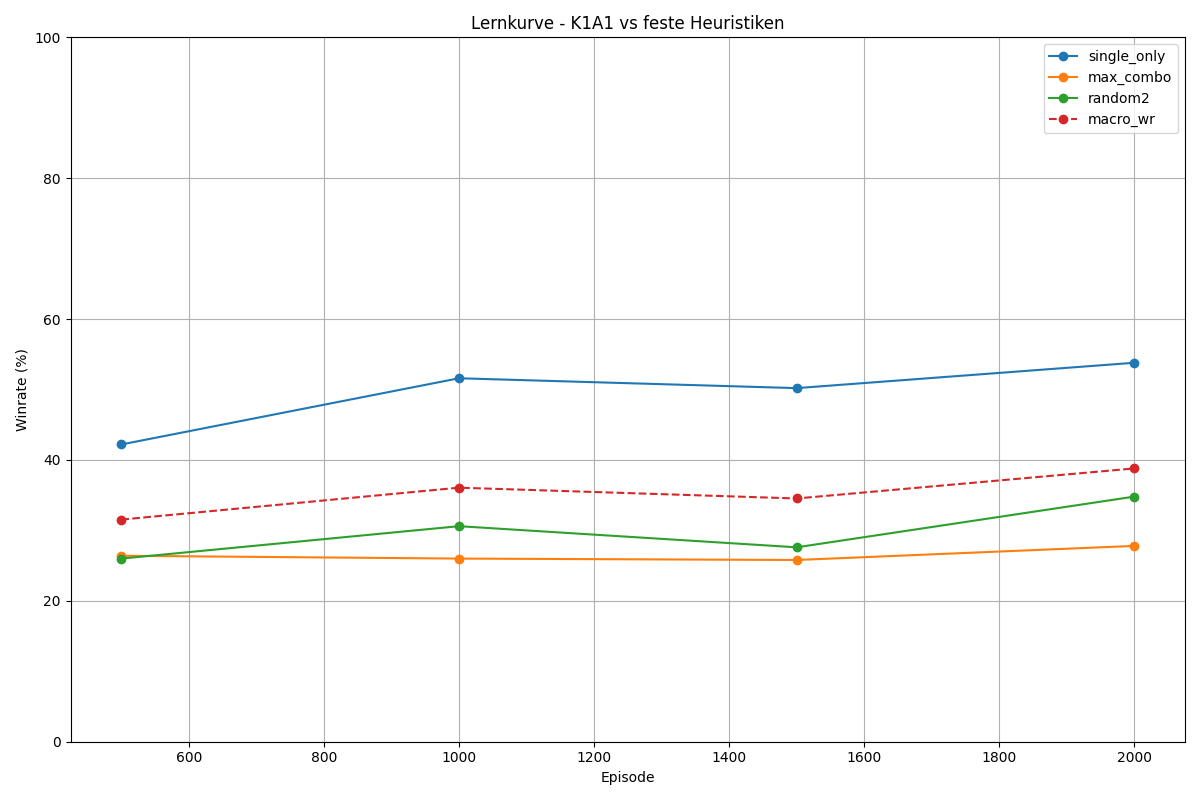 Lernkurve - K1A1 vs feste Heuristiken
single_only
max_combo
random2
macro_wr
Winrate (%)
100
80
60
40
20
0
600
800
1000
1200
1400
1600
1800
2000
Episode